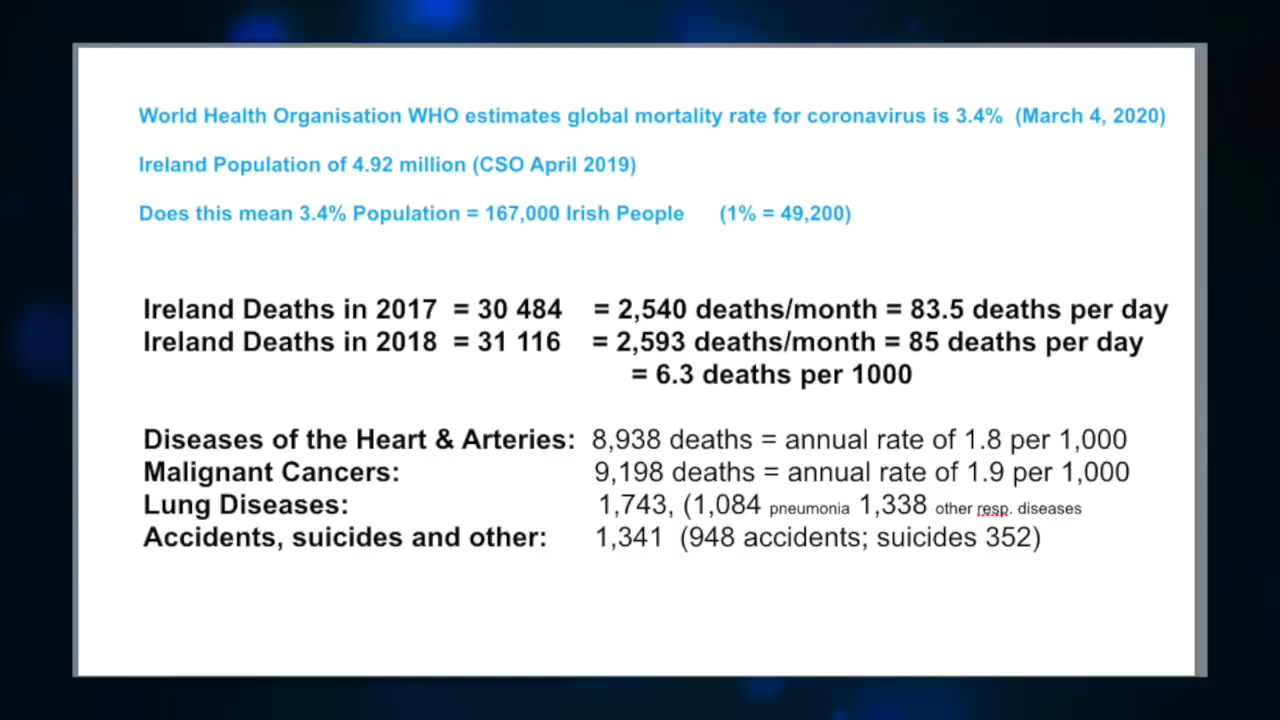 World Health Organisation WHO estimates global mortality rate for coronavirus is 3.4% (March 4, 2020)
Ireland Population of 4.92 million (CSO April 2019)
Does this mean 3.4% Population = 167,000 Irish People (1% = 49,200)
Ireland Deaths in 2017 = 30 484 = 2,540 deaths/month = 83.5 deaths per day
Ireland Deaths in 2018 = 31 116 = 2,593 deaths/month = 85 deaths per day
= 6.3 deaths per 1000
Diseases of the Heart & Arteries: 8,938 deaths = annual rate of 1.8 per 1,000
Malignant Cancers: 9,198 deaths = annual rate of 1.9 per 1,000
Lung Diseases: 1,743, (1,084 pneumonia 1,338 other resp. diseases
Accidents, suicides and other: 1,341 (948 accidents; suicides 352)